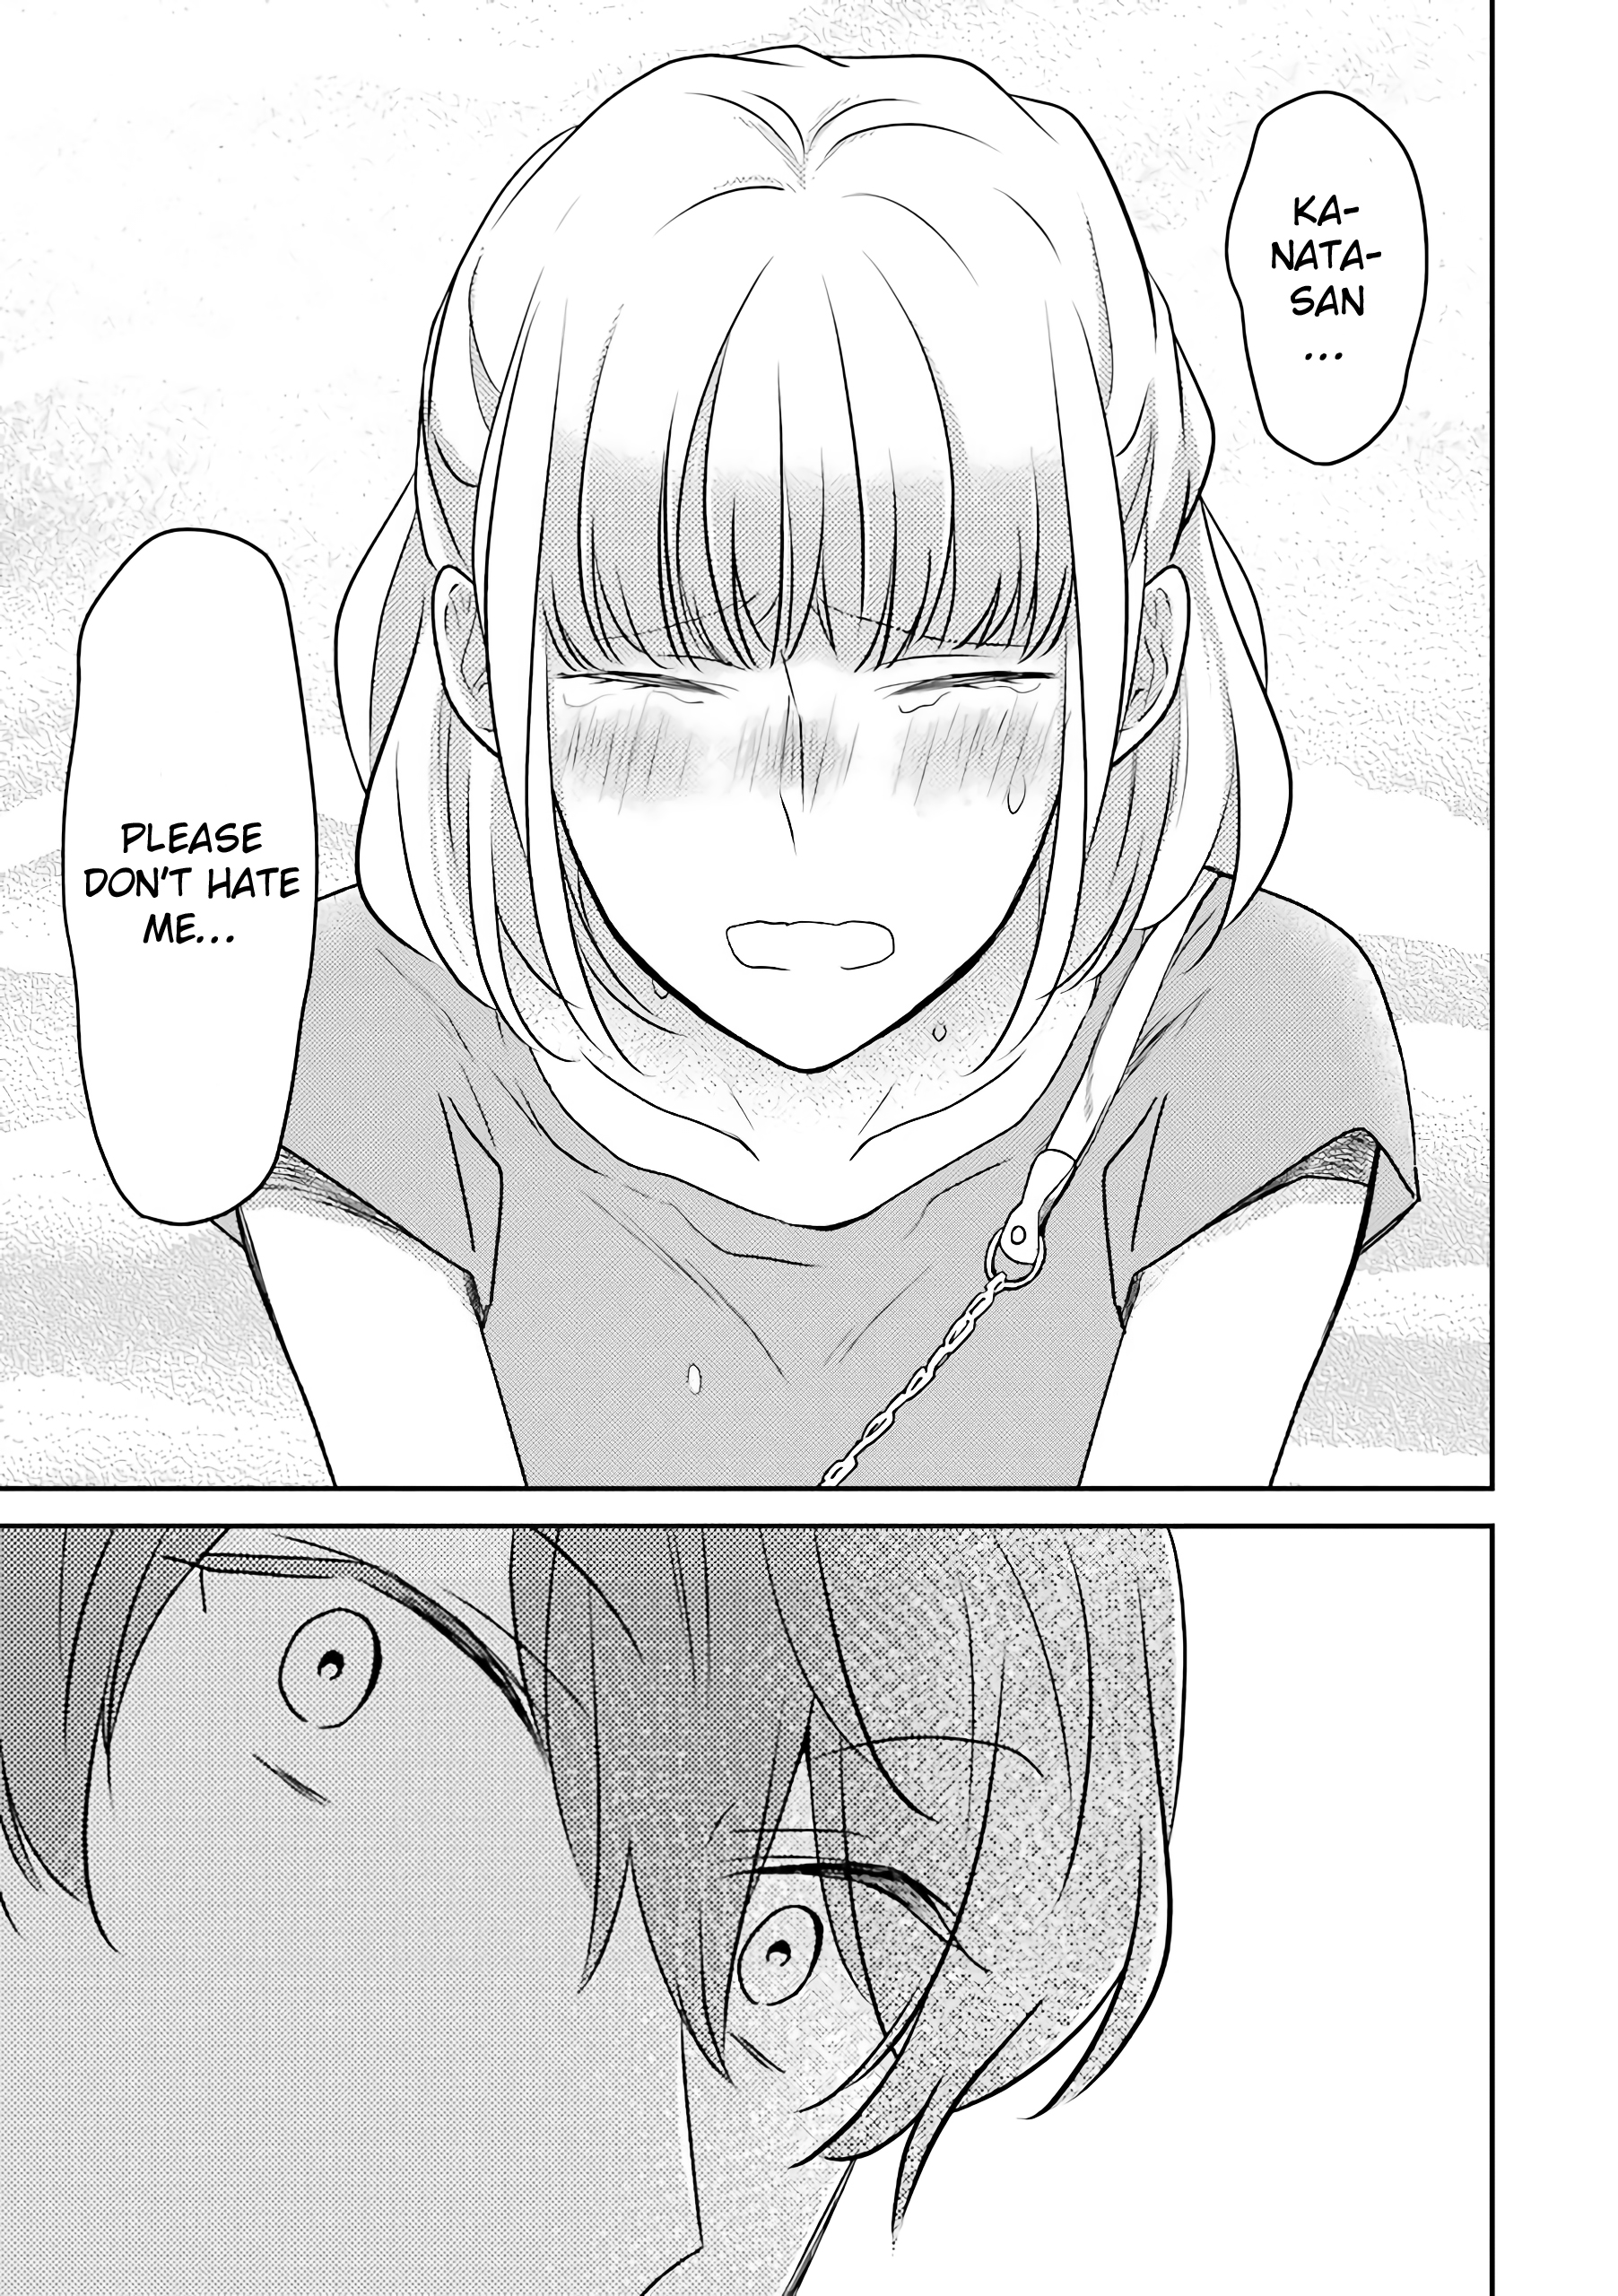 KA-
NATA-
SAN
...
PLEASE
DON'T HATE
ME...